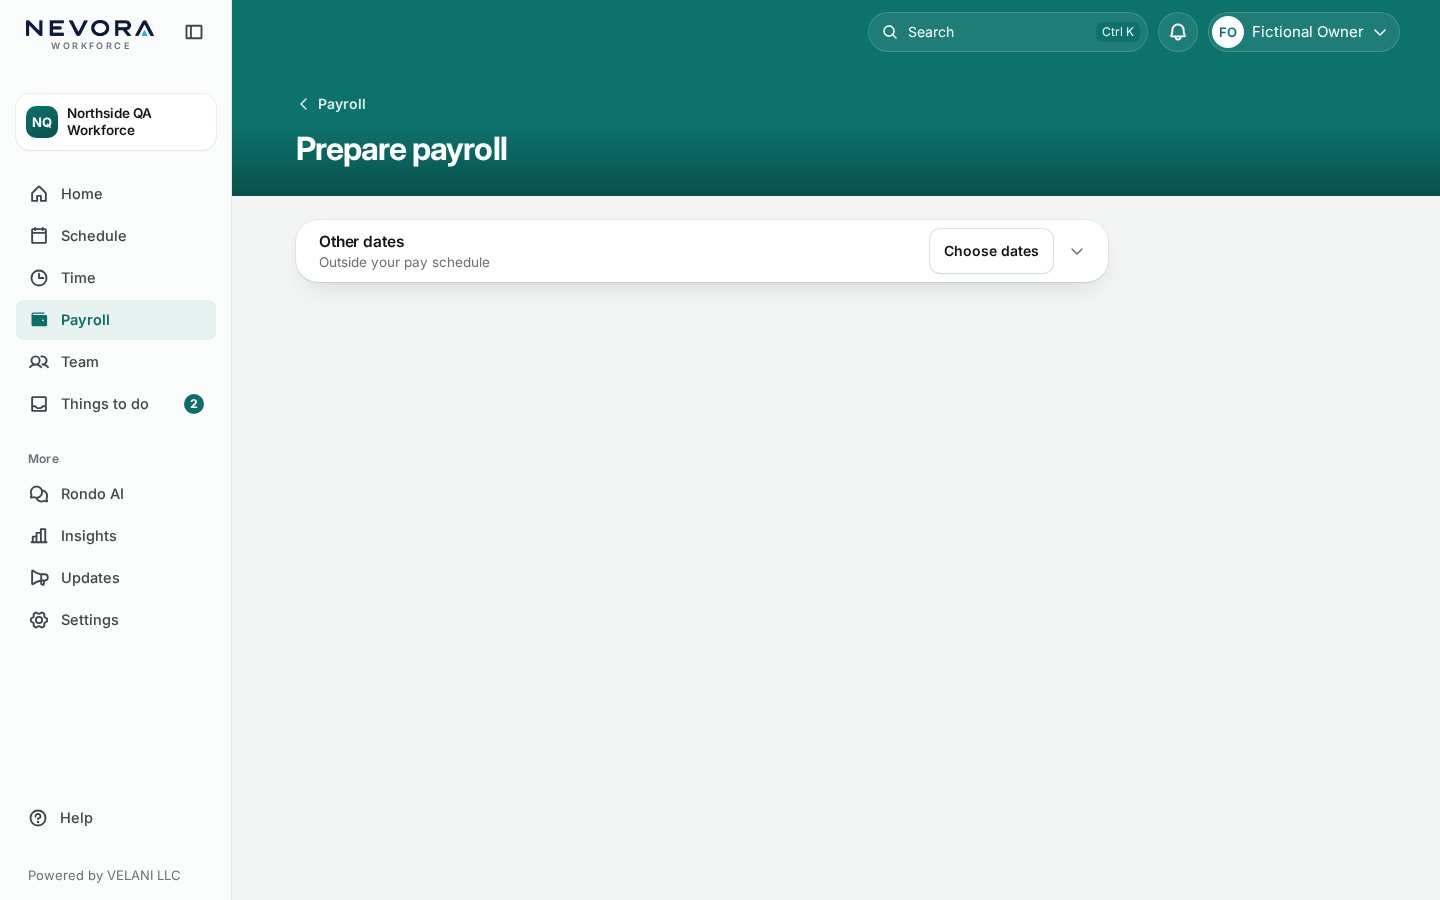 NEVORA
WORKFORCE
Search
Ctrl K
FO
Fictional Owner
NQ
Northside QA
Workforce
Home
Schedule
Time
Payroll
Team
Things to do
2
More
Rondo AI
Insights
Updates
Settings
Help
Powered by VELANI LLC
Payroll
Prepare payroll
Other dates
Outside your pay schedule
Choose dates